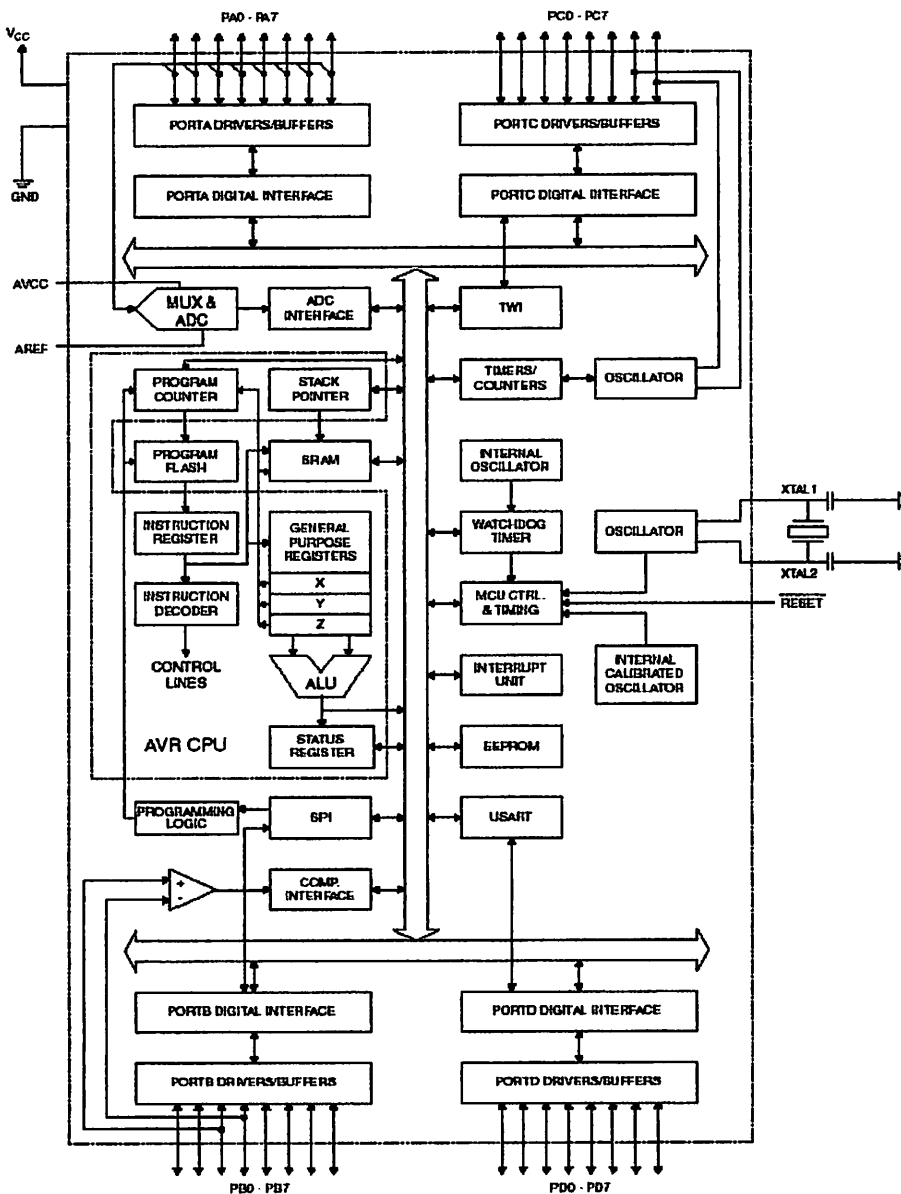 PA0 - PA7
PC0 - PC7
VCC
PORTA DRIVERS/BUFFERS
PORTC DRIVERS/BUFFERS
GND
PORTA DIGITAL INTERFACE
PORTC DIGITAL INTERFACE
AVCC
MUX &
ADC
ADC
INTERFACE
TWI
AREF
PROGRAM
COUNTER
STACK
POINTER
TIMERS/
COUNTERS
OSCILLATOR
PROGRAM
FLASH
SRAM
INTERNAL
OSCILLATOR
XTAL1
INSTRUCTION
REGISTER
GENERAL
PURPOSE
REGISTERS
WATCHDOG
TIMER
OSCILLATOR
XTAL2
X
INSTRUCTION
DECODER
Y
MCU CTRL.
& TIMING
RESET
Z
CONTROL
LINES
ALU
INTERRUPT
UNIT
INTERNAL
CALIBRATED
OSCILLATOR
AVR CPU
STATUS
REGISTER
EEPROM
PROGRAMMING
LOGIC
SPI
USART
+
-
COMP.
INTERFACE
PORTB DIGITAL INTERFACE
PORTD DIGITAL INTERFACE
PORTB DRIVERS/BUFFERS
PORTD DRIVERS/BUFFERS
PB0 - PB7
PD0 - PD7